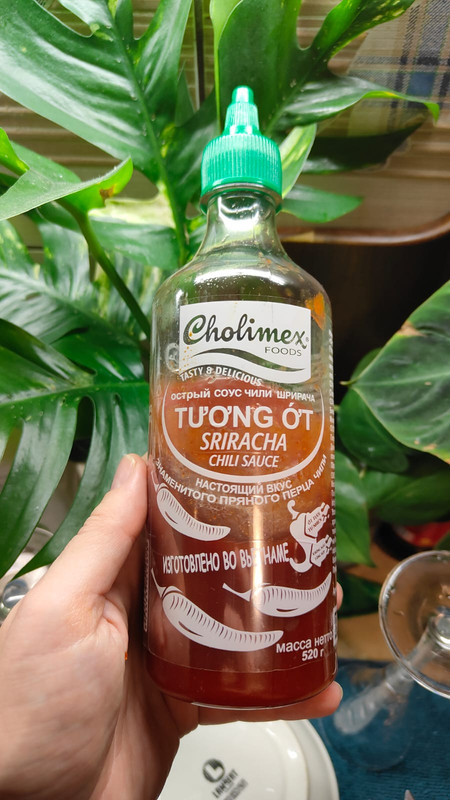 Cholimex®
FOODS
TASTY & DELICIOUS
ОСТРЫЙ СОУС ЧИЛИ ШРИРАЧА
TƯƠNG ỚT
SRIRACHA
CHILI SAUCE
НАСТОЯЩИЙ ВКУС
ЗНАМЕНИТОГО ПРЯНОГО ПЕРЦА ЧИЛИ
ИЗГОТОВЛЕНО ВО ВЬЕТНАМЕ
Масса нетто
520 г
L